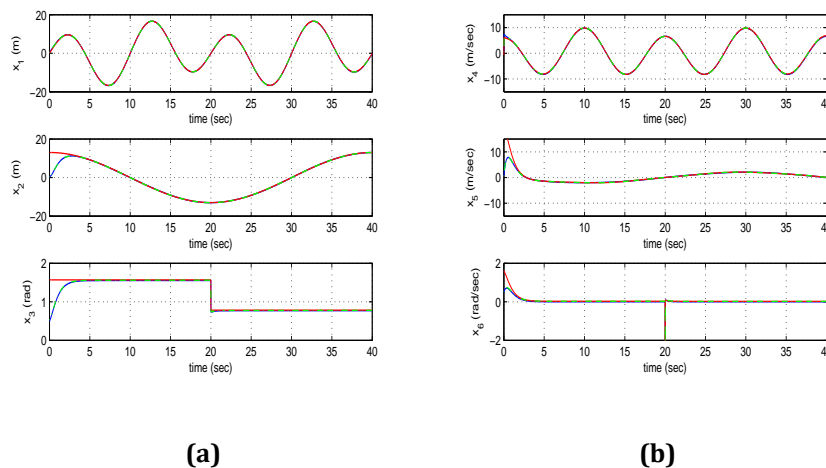 x1 (m)
20
0
-20
0 5 10 15 20 25 30 35 40
time (sec)
x2 (m)
20
0
-20
0 5 10 15 20 25 30 35 40
time (sec)
x3 (rad)
2
1
0
0 5 10 15 20 25 30 35 40
time (sec)
(a)
x4 (m/sec)
10
0
-10
0 5 10 15 20 25 30 35 40
time (sec)
x5 (m/sec)
10
0
-10
0 5 10 15 20 25 30 35 40
time (sec)
x6 (rad/sec)
2
0
-2
0 5 10 15 20 25 30 35 40
time (sec)
(b)